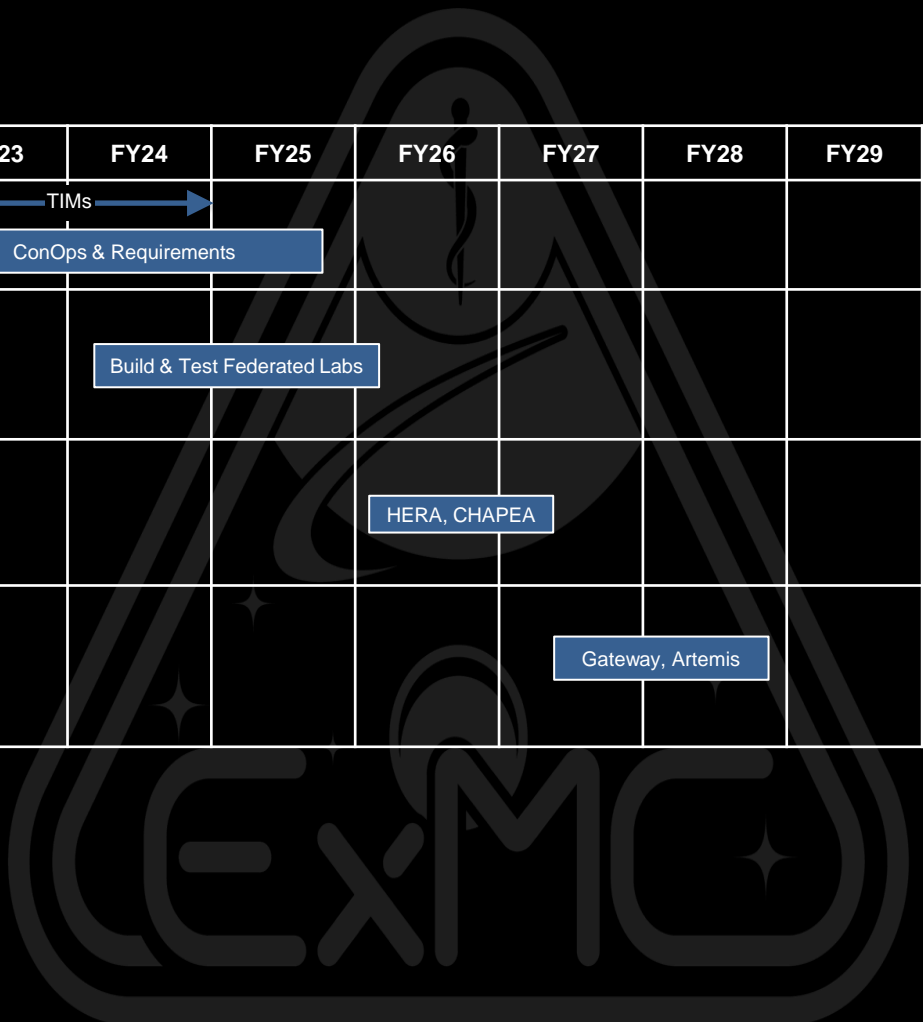 23 FY24 FY25 FY26 FY27 FY28 FY29
TIMs
ConOps & Requirements
Build & Test Federated Labs
HERA, CHAPEA
Gateway, Artemis
ExMC